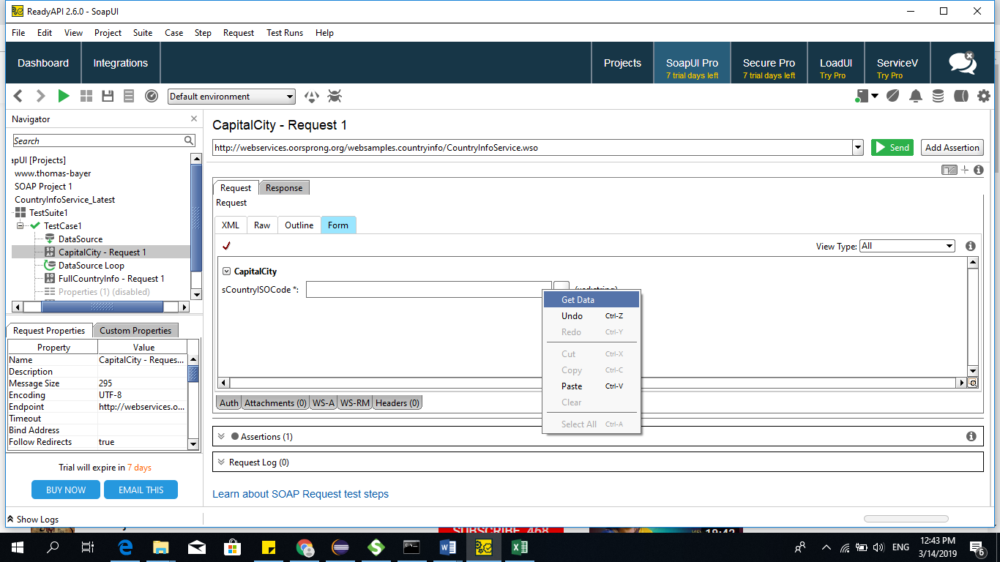 ReadyAPI 2.6.0 - SoapUI
File Edit View Project Suite Case Step Request Test Runs Help
Dashboard Integrations Projects SoapUI Pro Secure Pro LoadUI ServiceV
7 trial days left 7 trial days left Try Pro Try Pro
Default environment
Navigator
Search
apUI [Projects]
www.thomas-bayer
SOAP Project 1
CountryInfoService_Latest
TestSuite1
TestCase1
DataSource
CapitalCity - Request 1
DataSource Loop
FullCountryInfo - Request 1
Properties (1) (disabled)
Request Properties Custom Properties
Property Value
Name CapitalCity - Reques...
Description
Message Size 295
Encoding UTF-8
Endpoint http://webservices.o...
Timeout
Bind Address
Follow Redirects true
Trial will expire in 7 days
BUY NOW EMAIL THIS
Show Logs
CapitalCity - Request 1
http://webservices.oorsprong.org/websamples.countryinfo/CountryInfoService.wso
Send Add Assertion
Request Response
Request
XML Raw Outline Form
View Type: All
CapitalCity
sCountryISOCode *:
Get Data
Undo Ctrl-Z
Redo Ctrl-Y
Cut Ctrl-X
Copy Ctrl-C
Paste Ctrl-V
Clear
Select All Ctrl-A
Auth Attachments (0) WS-A WS-RM Headers (0)
Assertions (1)
Request Log (0)
Learn about SOAP Request test steps
SUBSCRIBE 468
ENG 12:43 PM
3/14/2019
6